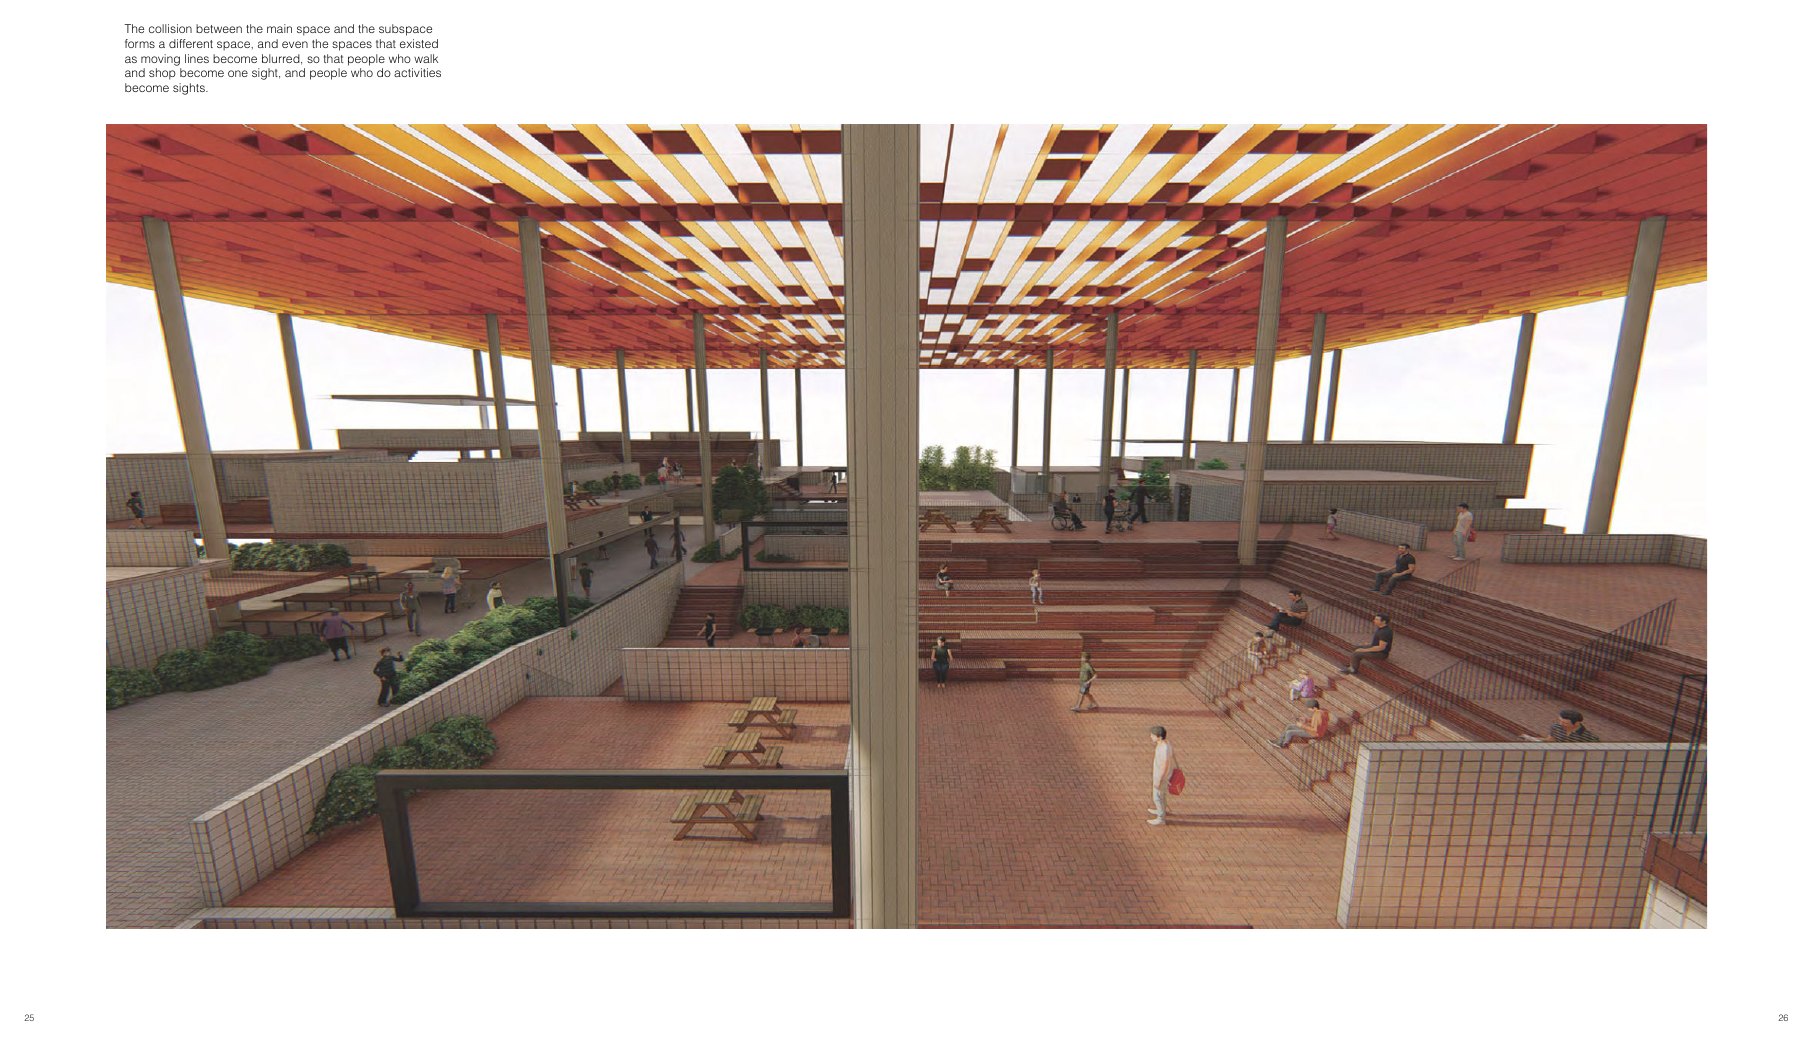 The collision between the main space and the subspace
forms a different space, and even the spaces that existed
as moving lines become blurred, so that people who walk
and shop become one sight, and people who do activities
become sights.
25
26